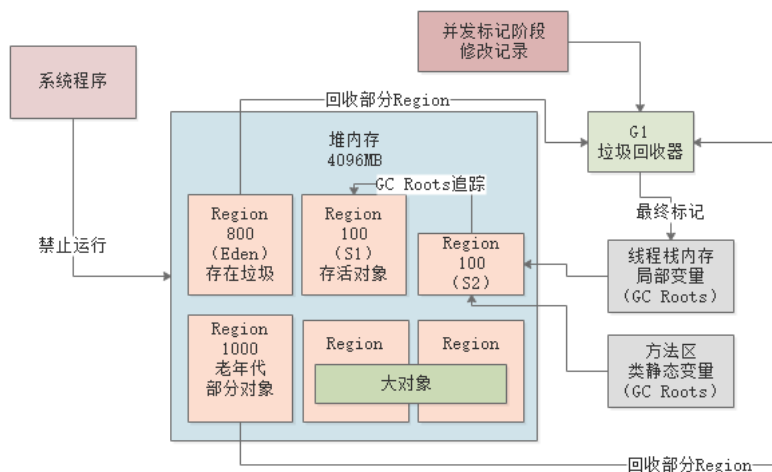 并发标记阶段
修改记录
系统程序
回收部分Region
G1
垃圾回收器
堆内存
4096MB
GC Roots追踪
最终标记
禁止运行
Region
800
(Eden)
存在垃圾
Region
100
(S1)
存活对象
Region
100
(S2)
线程栈内存
局部变量
(GC Roots)
Region
1000
老年代
部分对象
Region
Region
大对象
方法区
类静态变量
(GC Roots)
回收部分Region